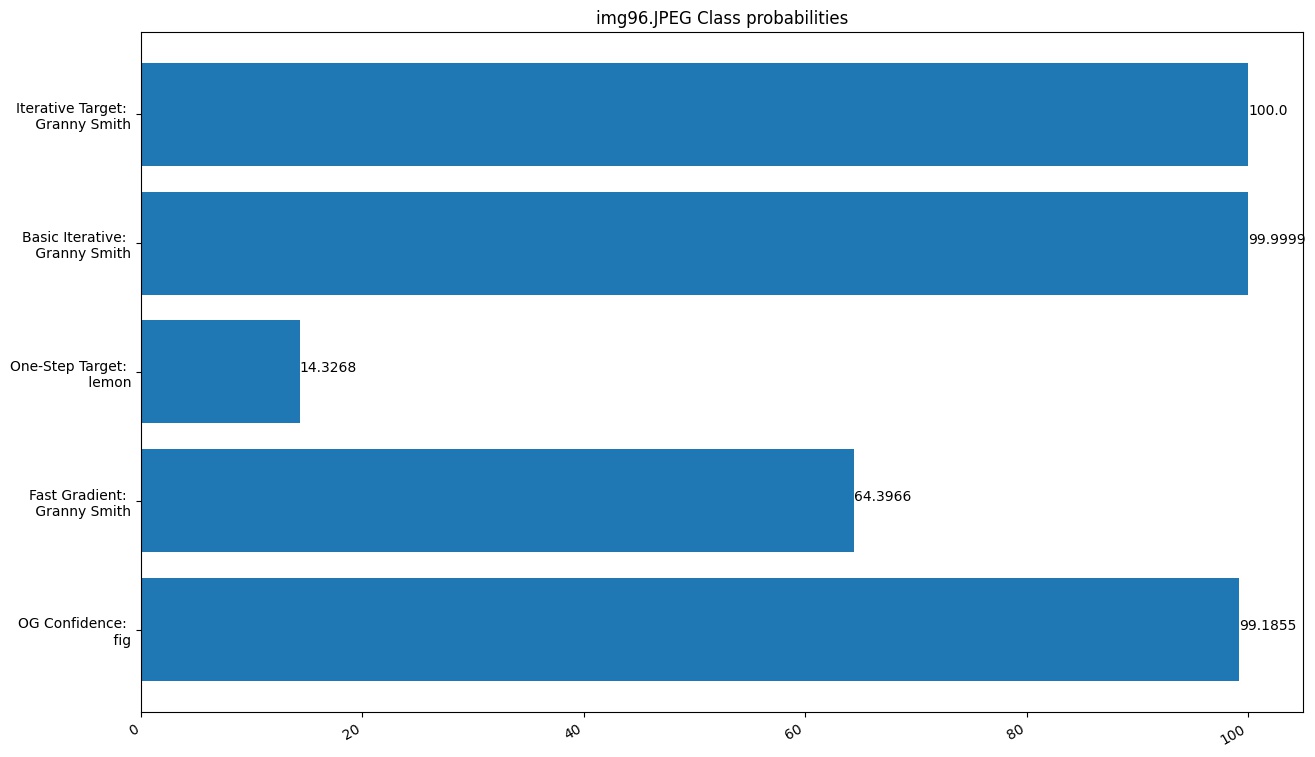 img96.JPEG Class probabilities
Iterative Target:
Granny Smith
100.0
Basic Iterative:
Granny Smith
99.9999
One-Step Target:
lemon
14.3268
Fast Gradient:
Granny Smith
64.3966
OG Confidence:
fig
99.1855
0
20
40
60
80
100